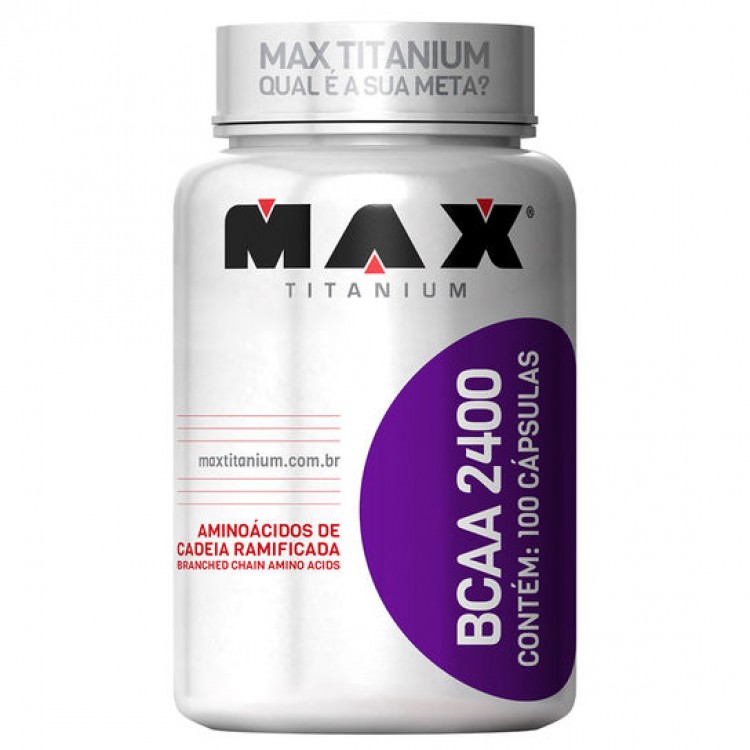 MAX TITANIUM
QUAL É A SUA META?
MAX®
TITANIUM
maxtitanium.com.br
AMINOÁCIDOS DE
CADEIA RAMIFICADA
BRANCHED CHAIN AMINO ACIDS
BCAA 2400
CONTÉM: 100 CÁPSULAS